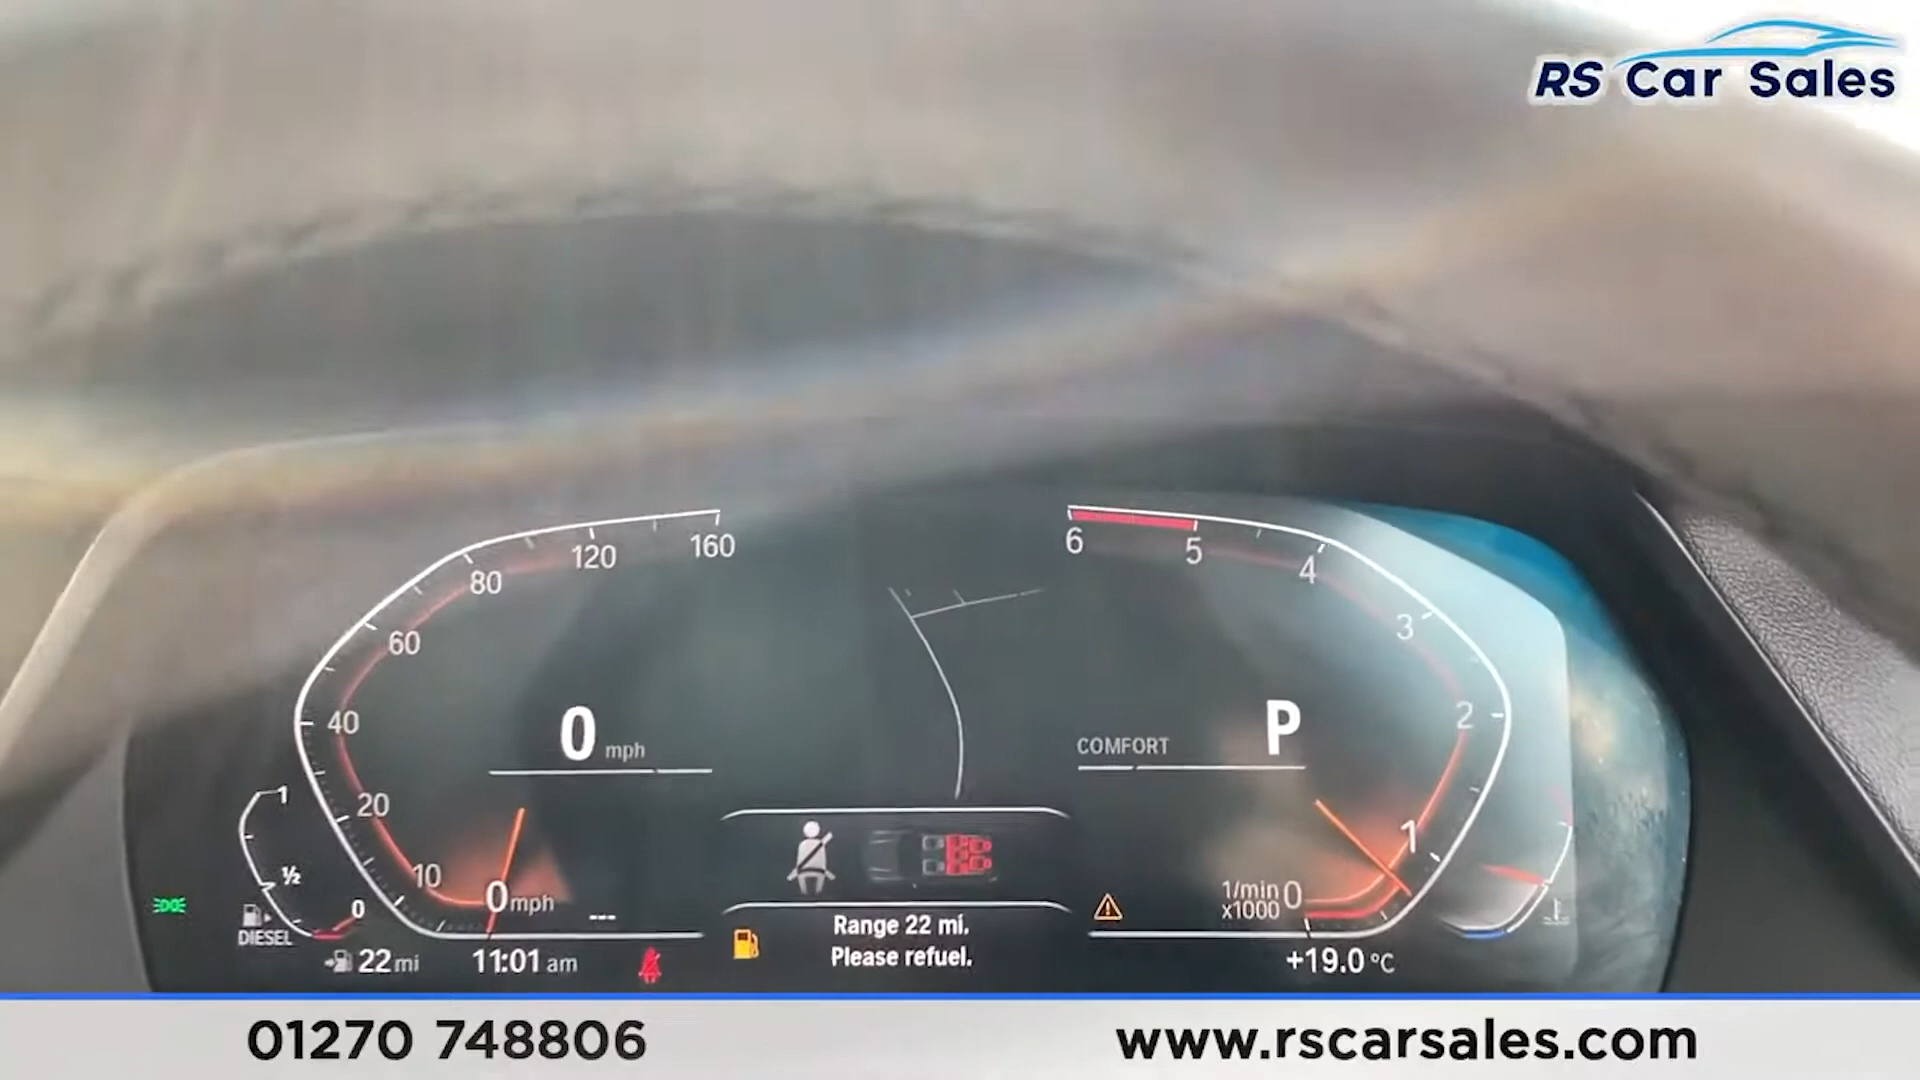 RS Car Sales
160
120
80
60
40
20
10
0 mph
0 mph
---
1
½
0
DIESEL
22 mi
11:01 am
6
5
4
3
2
1
0
COMFORT
P
1/min
x1000
Range 22 mi.
Please refuel.
+19.0 °C
01270 748806
www.rscarsales.com